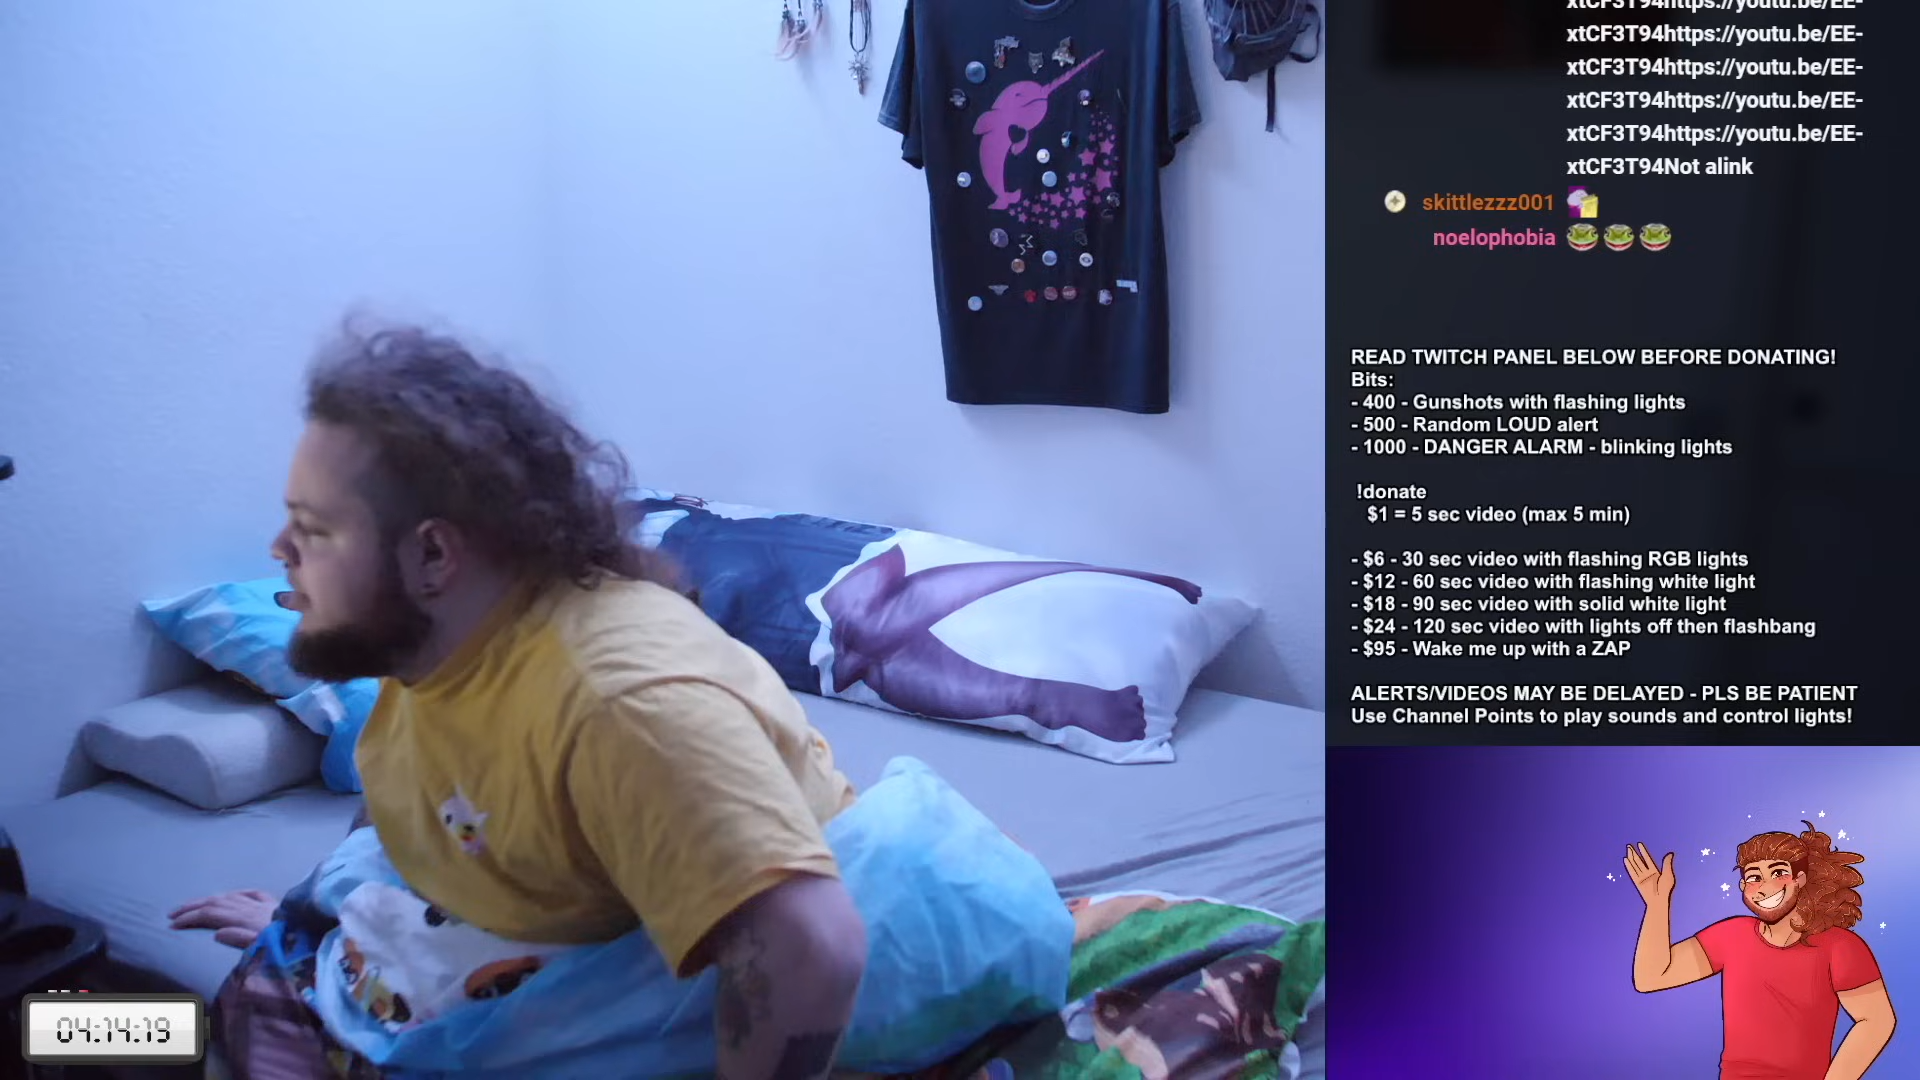 xtCF3T94https://youtu.be/EE-
xtCF3T94https://youtu.be/EE-
xtCF3T94https://youtu.be/EE-
xtCF3T94https://youtu.be/EE-
xtCF3T94https://youtu.be/EE-
xtCF3T94Not alink
skittlezzz001
noelophobia
READ TWITCH PANEL BELOW BEFORE DONATING!
Bits:
- 400 - Gunshots with flashing lights
- 500 - Random LOUD alert
- 1000 - DANGER ALARM - blinking lights
!donate
$1 = 5 sec video (max 5 min)
- $6 - 30 sec video with flashing RGB lights
- $12 - 60 sec video with flashing white light
- $18 - 90 sec video with solid white light
- $24 - 120 sec video with lights off then flashbang
- $95 - Wake me up with a ZAP
ALERTS/VIDEOS MAY BE DELAYED - PLS BE PATIENT
Use Channel Points to play sounds and control lights!
04:14:19